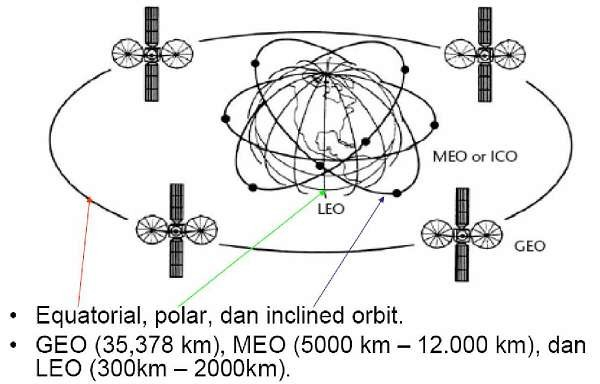 MEO or ICO
LEO
GEO
• Equatorial, polar, dan inclined orbit.
• GEO (35,378 km), MEO (5000 km – 12.000 km), dan
LEO (300km – 2000km).